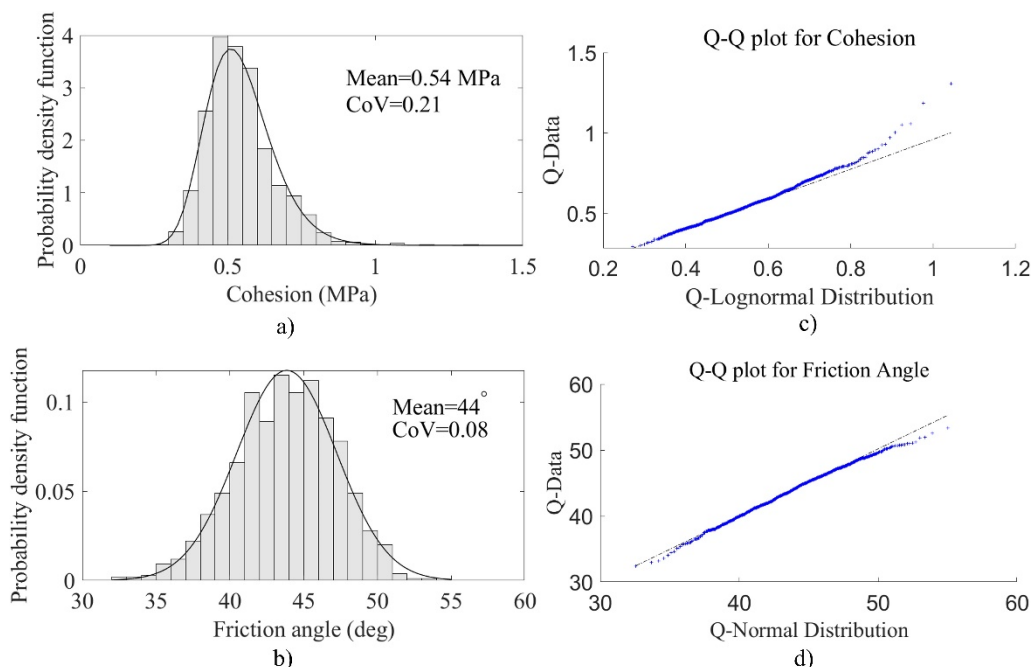 4
3
2
1
0
Probability density function
Mean=0.54 MPa
CoV=0.21
0
0.5
1
1.5
Cohesion (MPa)
a)
Q-Q plot for Cohesion
1.5
1
0.5
Q-Data
0.2
0.4
0.6
0.8
1
1.2
Q-Lognormal Distribution
c)
0.1
0.05
0
Probability density function
Mean=44°
CoV=0.08
30
35
40
45
50
55
60
Friction angle (deg)
b)
Q-Q plot for Friction Angle
60
50
40
30
Q-Data
30
40
50
60
Q-Normal Distribution
d)